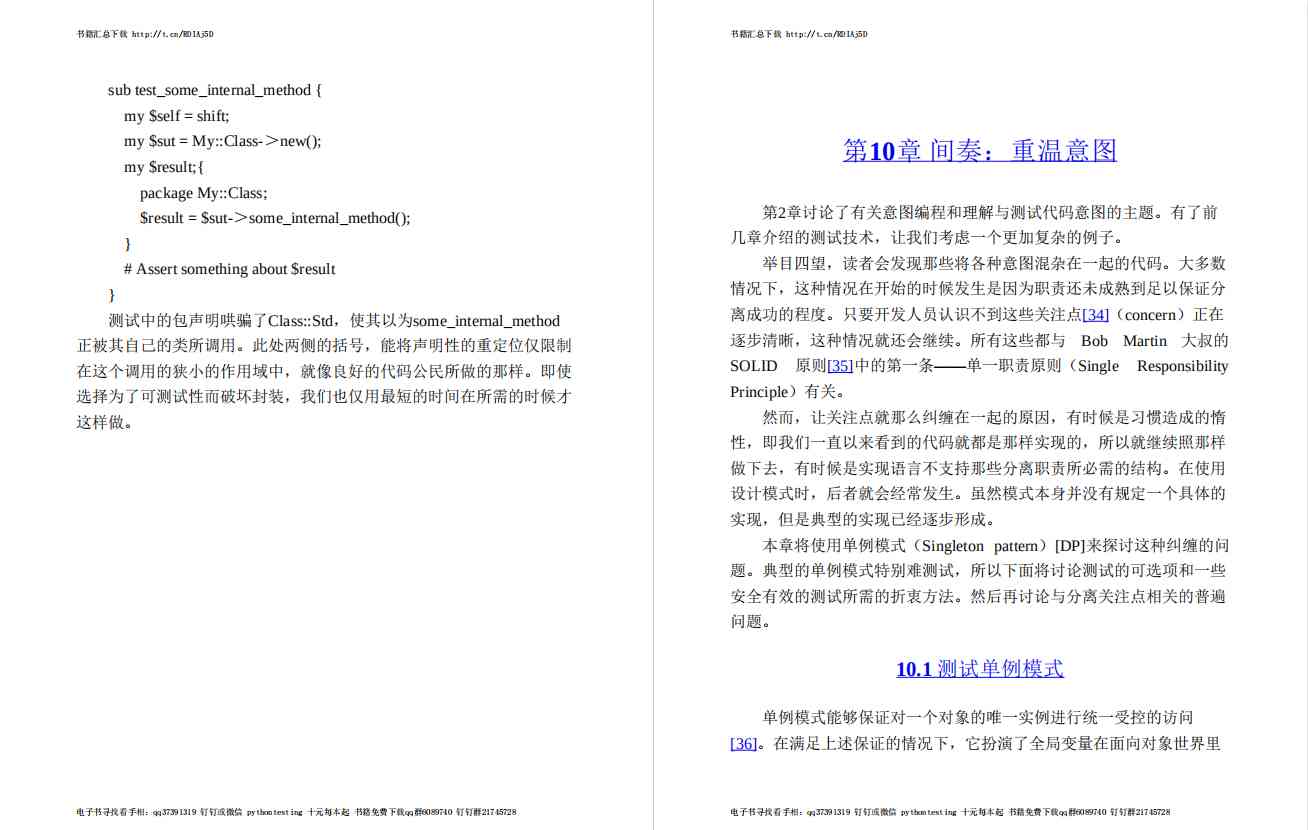 书籍汇总下载 http://t.cn/RDIAj5D
sub test_some_internal_method {
my $self = shift;
my $sut = My::Class-＞new();
my $result;{
package My::Class;
$result = $sut-＞some_internal_method();
}
# Assert something about $result
}
测试中的包声明哄骗了Class::Std，使其以为some_internal_method
正被其自己的类所调用。此处两侧的括号，能将声明性的重定位仅限制
在这个调用的狭小的作用域中，就像良好的代码公民所做的那样。即使
选择为了可测试性而破坏封装，我们也仅用最短的时间在所需的时候才
这样做。
电子书寻找看手相：qq37391319 钉钉或微信 pythontesting 十元每本起 书籍免费下载qq群6089740 钉钉群21745728
书籍汇总下载 http://t.cn/RDIAj5D
第10章 间奏：重温意图
第2章讨论了有关意图编程和理解与测试代码意图的主题。有了前
几章介绍的测试技术，让我们考虑一个更加复杂的例子。
举目四望，读者会发现那些将各种意图混杂在一起的代码。大多数
情况下，这种情况在开始的时候发生是因为职责还未成熟到足以保证分
离成功的程度。只要开发人员认识不到这些关注点[34]（concern）正在
逐步清晰，这种情况就还会继续。所有这些都与 Bob Martin 大叔的
SOLID 原则[35]中的第一条——单一职责原则（Single Responsibility
Principle）有关。
然而，让关注点就那么纠缠在一起的原因，有时候是习惯造成的惰
性，即我们一直以来看到的代码就都是那样实现的，所以就继续照那样
做下去，有时候是实现语言不支持那些分离职责所必需的结构。在使用
设计模式时，后者就会经常发生。虽然模式本身并没有规定一个具体的
实现，但是典型的实现已经逐步形成。
本章将使用单例模式（Singleton pattern）[DP]来探讨这种纠缠的问
题。典型的单例模式特别难测试，所以下面将讨论测试的可选项和一些
安全有效的测试所需的折衷方法。然后再讨论与分离关注点相关的普遍
问题。
10.1 测试单例模式
单例模式能够保证对一个对象的唯一实例进行统一受控的访问
[36]。在满足上述保证的情况下，它扮演了全局变量在面向对象世界里
电子书寻找看手相：qq37391319 钉钉或微信 pythontesting 十元每本起 书籍免费下载qq群6089740 钉钉群21745728